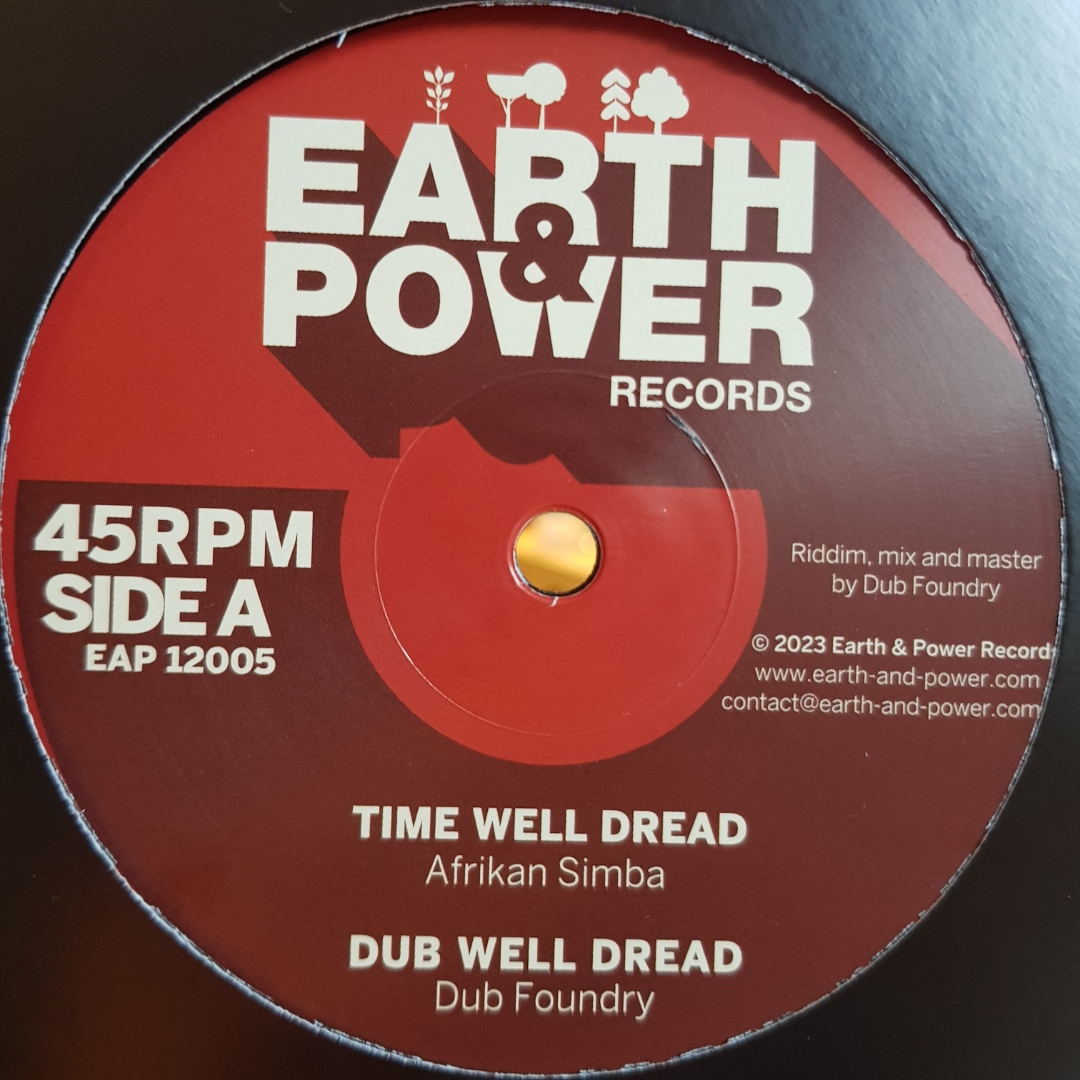 EARTH
&
POWER
RECORDS
45RPM
SIDE A
EAP 12005
Riddim, mix and master
by Dub Foundry
© 2023 Earth & Power Records
www.earth-and-power.com
contact@earth-and-power.com
TIME WELL DREAD
Afrikan Simba
DUB WELL DREAD
Dub Foundry